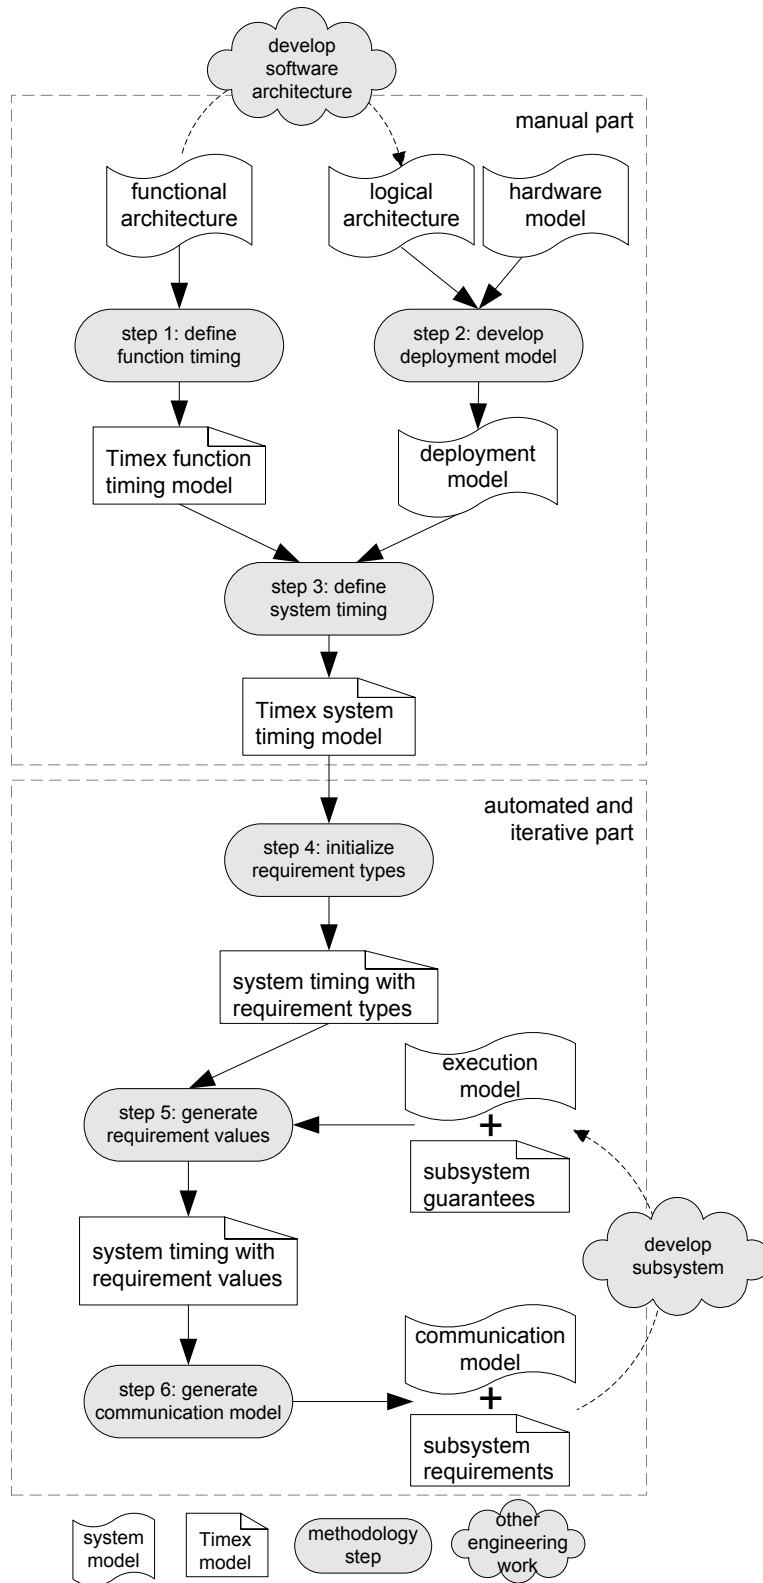 develop
software
architecture
manual part
functional
architecture
logical
architecture
hardware
model
step 1: define
function timing
step 2: develop
deployment model
Timex function
timing model
deployment
model
step 3: define
system timing
Timex system
timing model
automated and
iterative part
step 4: initialize
requirement types
system timing with
requirement types
execution
model
+
subsystem
guarantees
step 5: generate
requirement values
system timing with
requirement values
develop
subsystem
communication
model
+
subsystem
requirements
step 6: generate
communication model
system
model
Timex
model
methodology
step
other
engineering
work